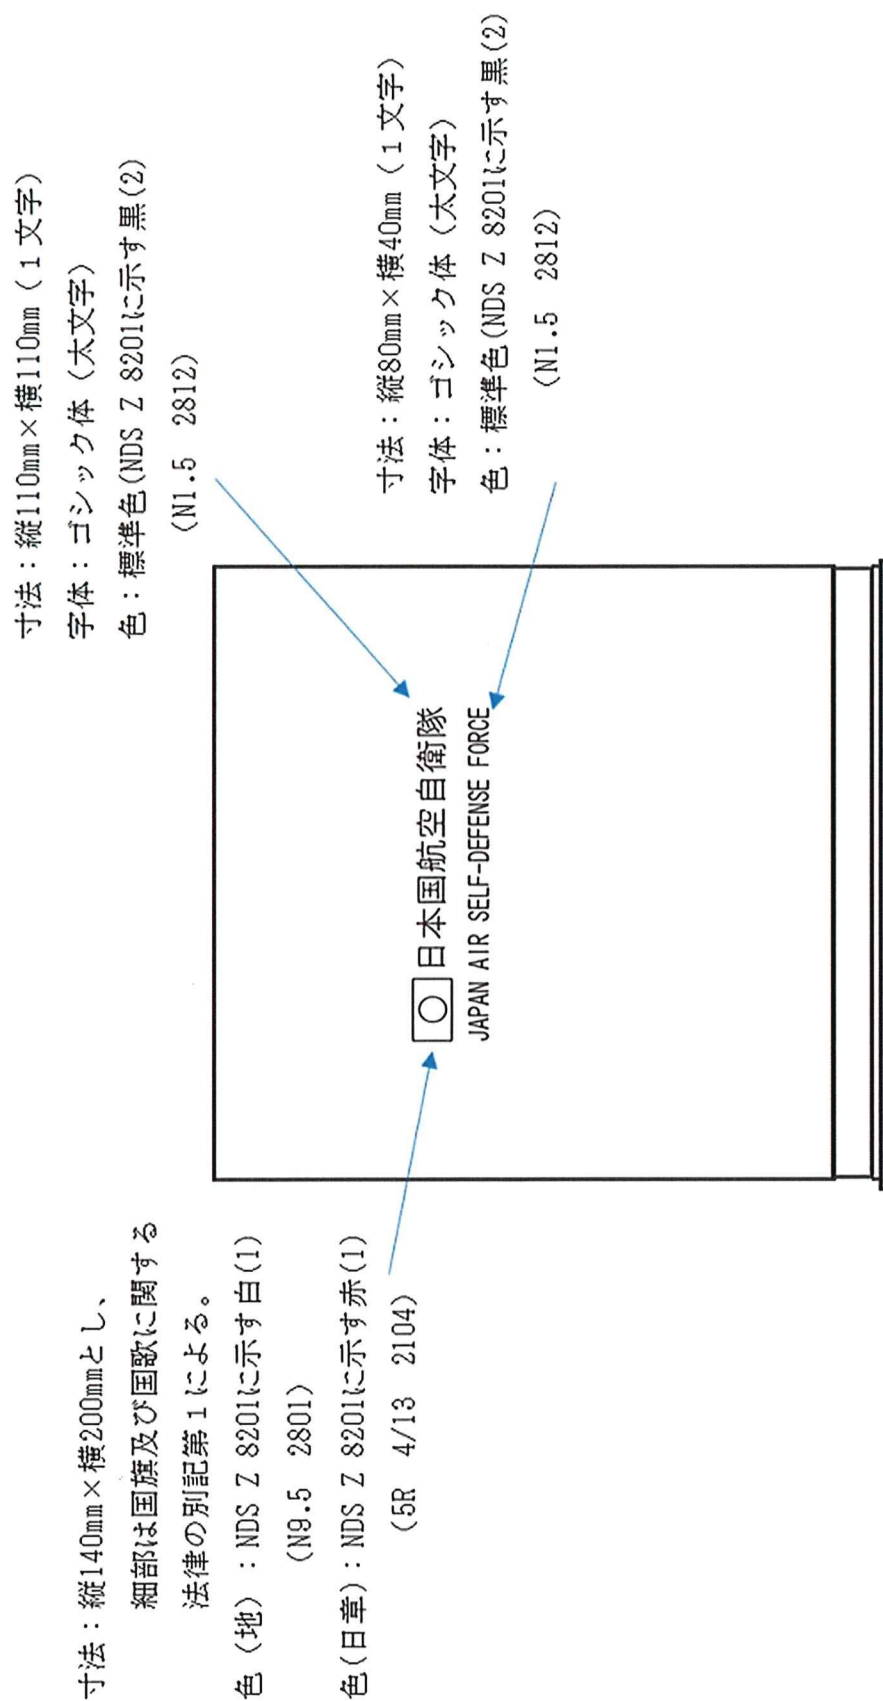 寸法：縦110mm×横110mm（１文字）
字体：ゴシック体（太文字）
色：標準色(NDS Z 8201に示す黒(2)
(N1.5 2812)
寸法：縦80mm×横40mm（１文字）
字体：ゴシック体（太文字）
色：標準色(NDS Z 8201に示す黒(2)
(N1.5 2812)
日本国航空自衛隊
JAPAN AIR SELF-DEFENSE FORCE
寸法：縦140mm×横200mmとし、
細部は国旗及び国歌に関する
法律の別記第１による。
色（地）：NDS Z 8201に示す白(1)
(N9.5 2801)
色(日章)：NDS Z 8201に示す赤(1)
(5R 4/13 2104)